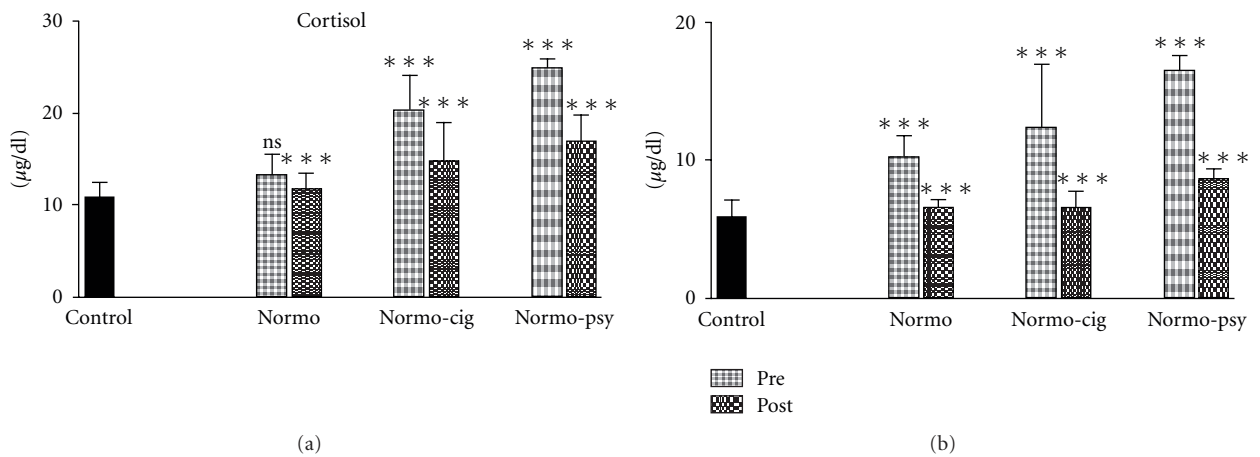 Cortisol
30
20
10
0
(µg/dl)
ns
∗∗∗
∗∗∗
∗∗∗
∗∗∗
∗∗∗
Control
Normo
Normo-cig
Normo-psy
(a)
20
10
0
(µg/dl)
∗∗∗
∗∗∗
∗∗∗
∗∗∗
∗∗∗
∗∗∗
Control
Normo
Normo-cig
Normo-psy
Pre
Post
(b)